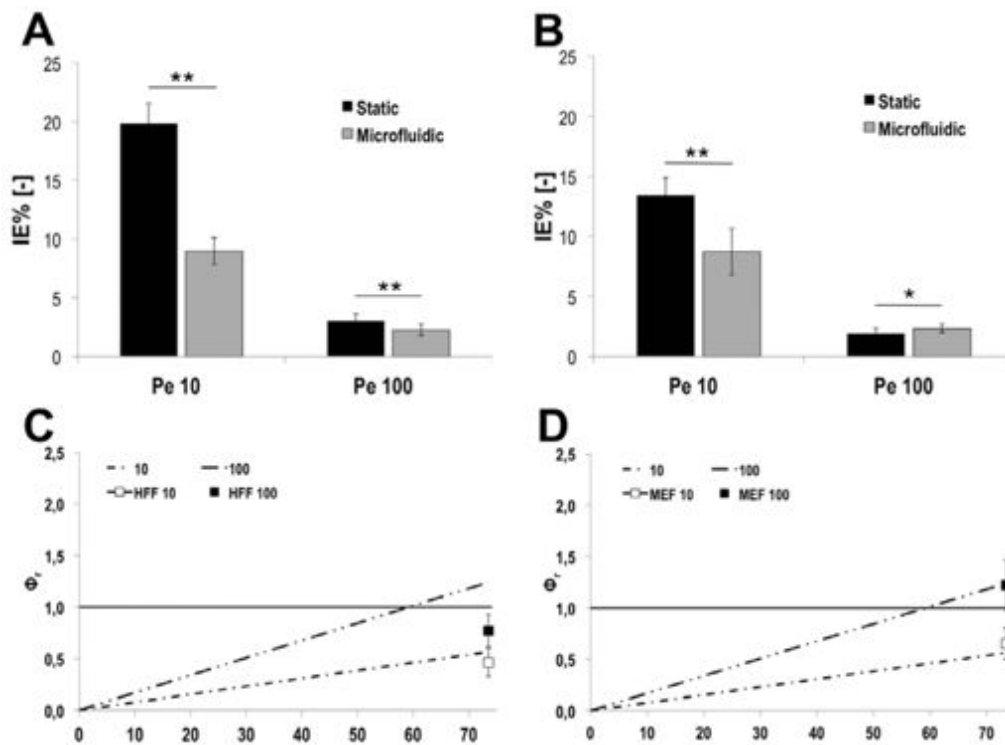 A
25
20
15
10
5
0
IE% [-]
**
**
Static
Microfluidic
Pe 10
Pe 100
B
25
20
15
10
5
0
IE% [-]
**
*
Static
Microfluidic
Pe 10
Pe 100
C
2,5
2,0
1,5
1,0
0,5
0,0
Φr
10
100
HFF 10
HFF 100
0 10 20 30 40 50 60 70
D
2,5
2,0
1,5
1,0
0,5
0,0
Φr
10
100
MEF 10
MEF 100
0 10 20 30 40 50 60 70